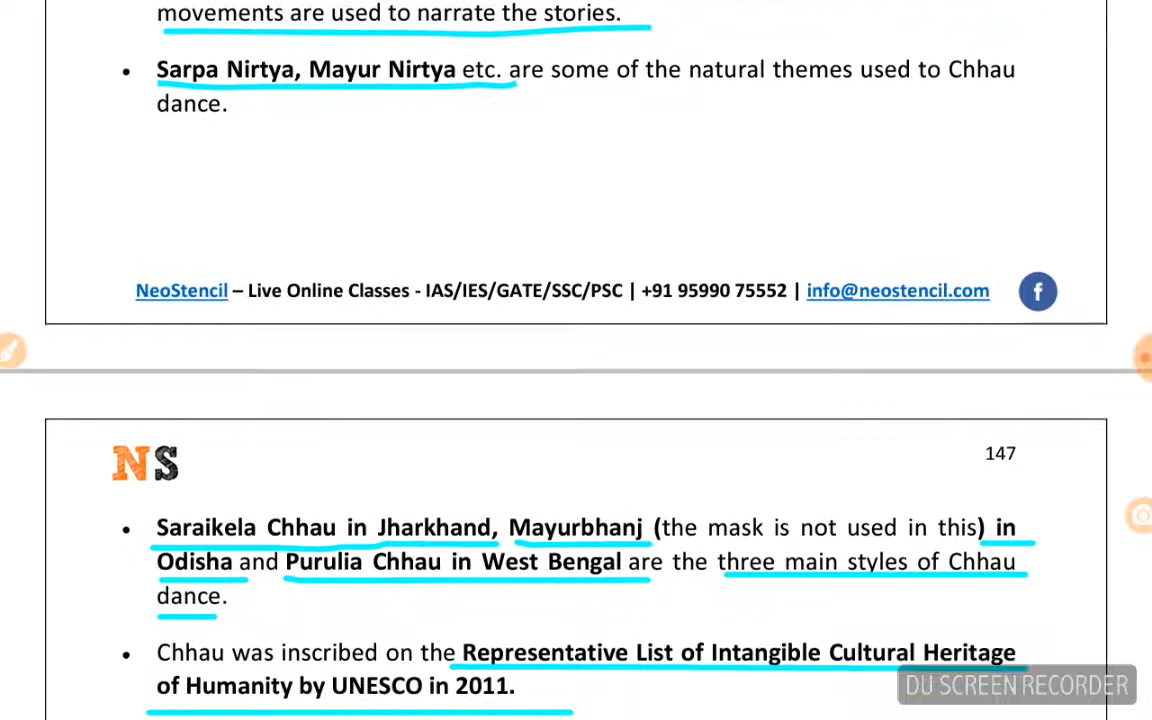 movements are used to narrate the stories.
• Sarpa Nirtya, Mayur Nirtya etc. are some of the natural themes used to Chhau
dance.
NeoStencil – Live Online Classes - IAS/IES/GATE/SSC/PSC | +91 95990 75552 | info@neostencil.com f
NS
147
• Saraikela Chhau in Jharkhand, Mayurbhanj (the mask is not used in this) in
Odisha and Purulia Chhau in West Bengal are the three main styles of Chhau
dance.
• Chhau was inscribed on the Representative List of Intangible Cultural Heritage
of Humanity by UNESCO in 2011.
DU SCREEN RECORDER